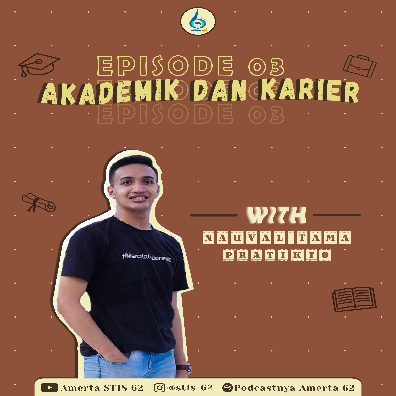 EPISODE 03
AKADEMIK DAN KARIER
EPISODE 03
WITH
NAUVAL TAMA
PRATIKTO
Amerta STIS 62 @stis_62 Podcastnya Amerta 62